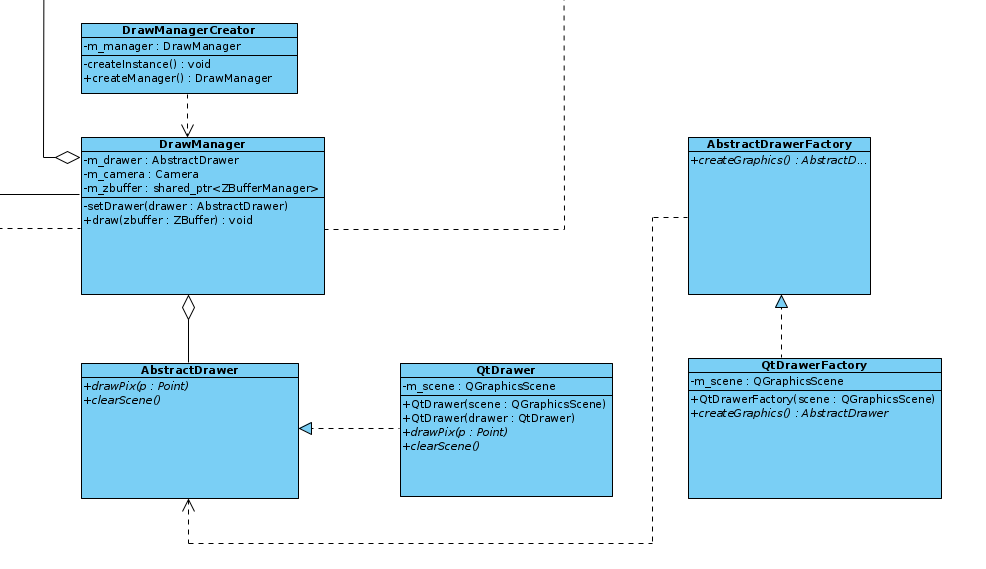 DrawManagerCreator
-m_manager : DrawManager
-createInstance() : void
+createManager() : DrawManager
DrawManager
-m_drawer : AbstractDrawer
-m_camera : Camera
-m_zbuffer : shared_ptr<ZBufferManager>
-setDrawer(drawer : AbstractDrawer)
+draw(zbuffer : ZBuffer) : void
AbstractDrawerFactory
+createGraphics() : AbstractD...
AbstractDrawer
+drawPix(p : Point)
+clearScene()
QtDrawer
-m_scene : QGraphicsScene
+QtDrawer(scene : QGraphicsScene)
+QtDrawer(drawer : QtDrawer)
+drawPix(p : Point)
+clearScene()
QtDrawerFactory
-m_scene : QGraphicsScene
+QtDrawerFactory(scene : QGraphicsScene)
+createGraphics() : AbstractDrawer